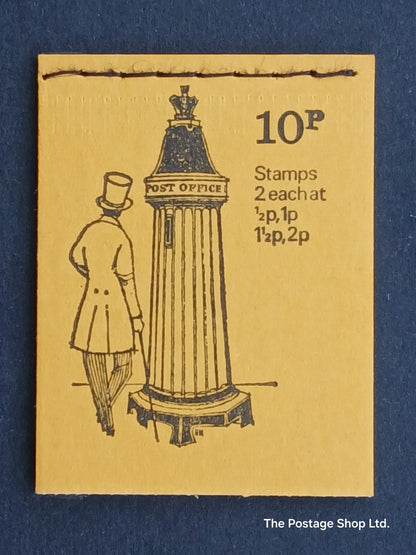 10P
POST OFFICE
Stamps
2 each at
½p, 1p
1½p, 2p
The Postage Shop Ltd.